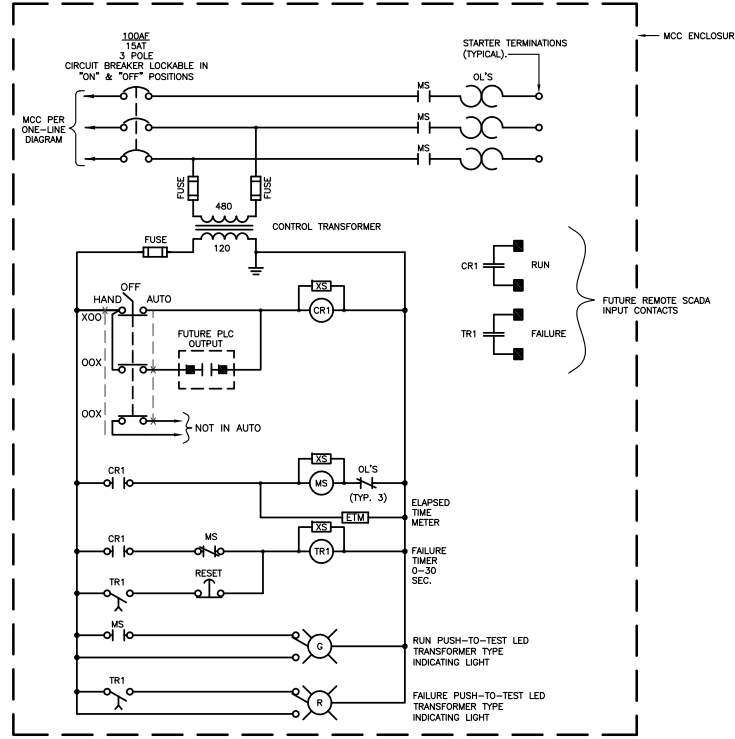 100AF
15AT
3 POLE
CIRCUIT BREAKER LOCKABLE IN
"ON" & "OFF" POSITIONS
STARTER TERMINATIONS
(TYPICAL).
MCC ENCLOSUR
MS
OL'S
MCC PER
ONE-LINE
DIAGRAM
MS
FUSE
FUSE
480
CONTROL TRANSFORMER
120
FUSE
OFF
HAND
AUTO
XOO
XS
CR1
FUTURE PLC
OUTPUT
OOX
OOX
NOT IN AUTO
CR1
RUN
TR1
FAILURE
FUTURE REMOTE SCADA
INPUT CONTACTS
CR1
XS
MS
OL'S
(TYP. 3)
ETM
ELAPSED
TIME
METER
CR1
MS
XS
TR1
FAILURE
TIMER
0-30
SEC.
TR1
RESET
MS
G
RUN PUSH-TO-TEST LED
TRANSFORMER TYPE
INDICATING LIGHT
TR1
R
FAILURE PUSH-TO-TEST LED
TRANSFORMER TYPE
INDICATING LIGHT